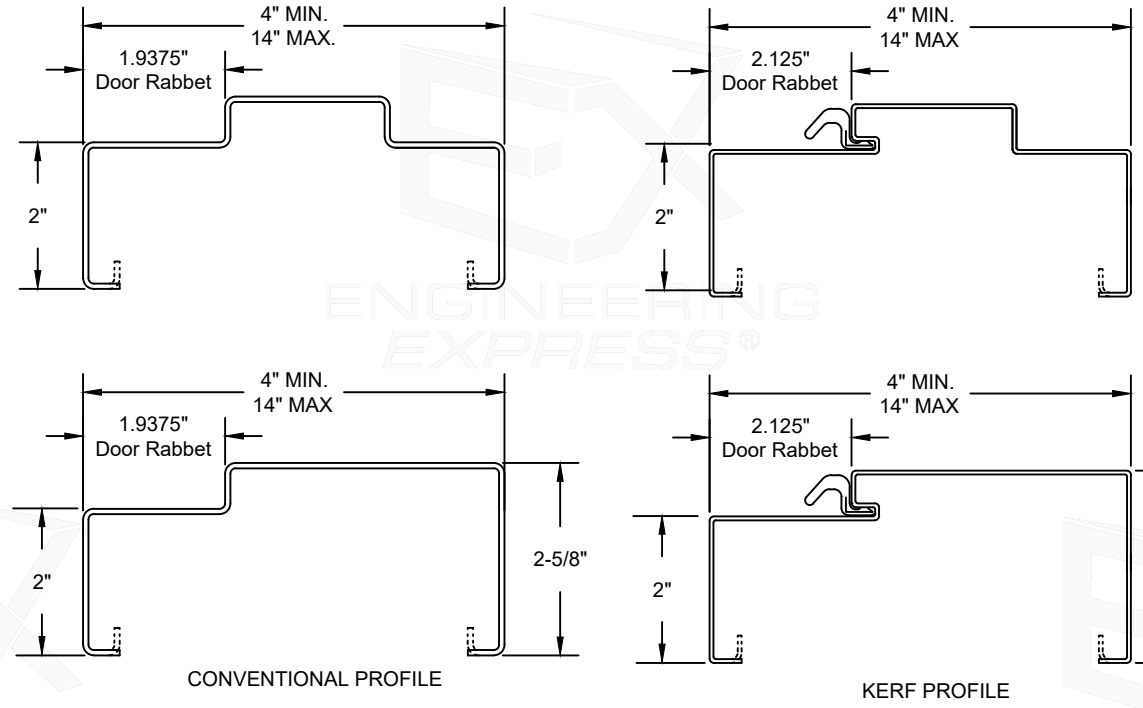 4" MIN.
14" MAX.
1.9375"
Door Rabbet
2"
4" MIN.
14" MAX
2.125"
Door Rabbet
2"
ENGINEERING
EXPRESS®
4" MIN.
14" MAX
1.9375"
Door Rabbet
2"
2-5/8"
CONVENTIONAL PROFILE
4" MIN.
14" MAX
2.125"
Door Rabbet
2"
KERF PROFILE